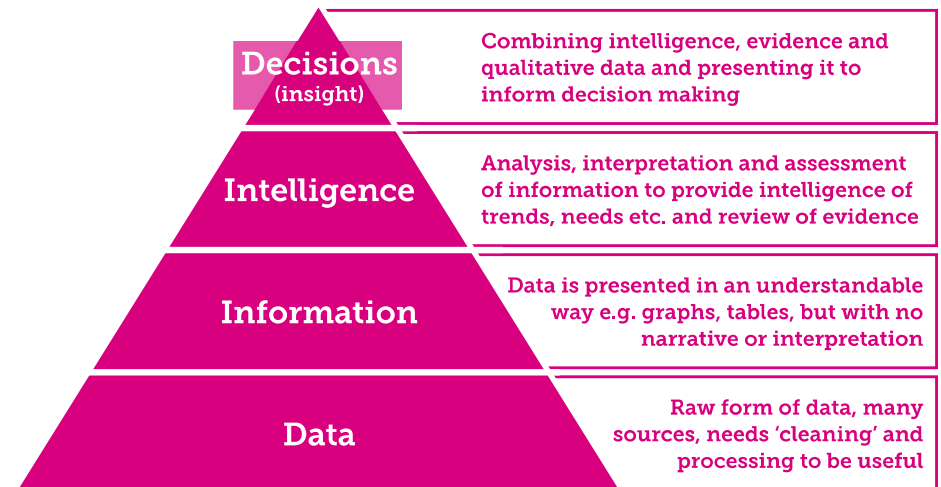 Decisions
(insight)
Combining intelligence, evidence and
qualitative data and presenting it to
inform decision making
Intelligence
Analysis, interpretation and assessment
of information to provide intelligence of
trends, needs etc. and review of evidence
Information
Data is presented in an understandable
way e.g. graphs, tables, but with no
narrative or interpretation
Data
Raw form of data, many
sources, needs ‘cleaning’ and
processing to be useful